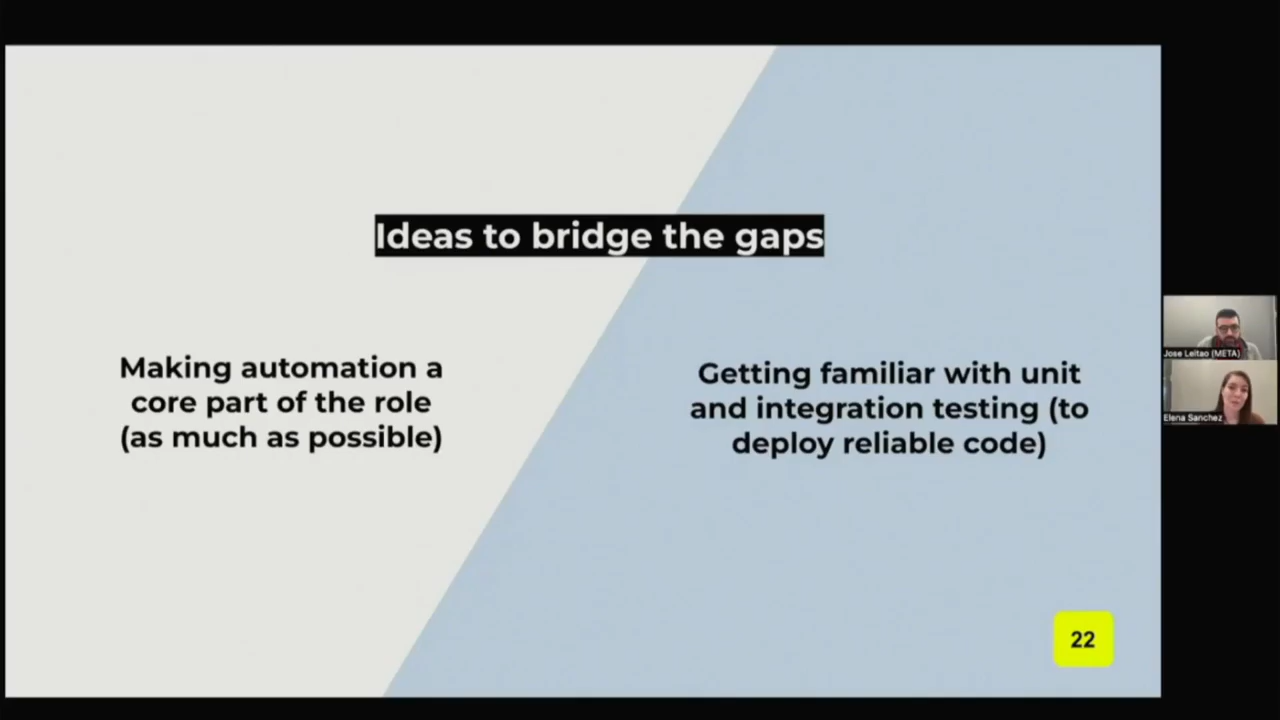 Ideas to bridge the gaps
Making automation a
core part of the role
(as much as possible)
Getting familiar with unit
and integration testing (to
deploy reliable code)
22
Jose Leitao (META)
Elena Sanchez